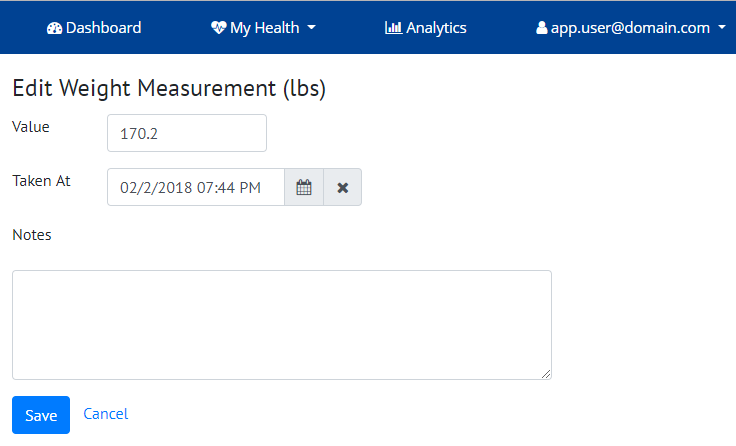 Dashboard My Health Analytics app.user@domain.com
Edit Weight Measurement (lbs)
Value 170.2
Taken At 02/2/2018 07:44 PM
Notes
Save Cancel